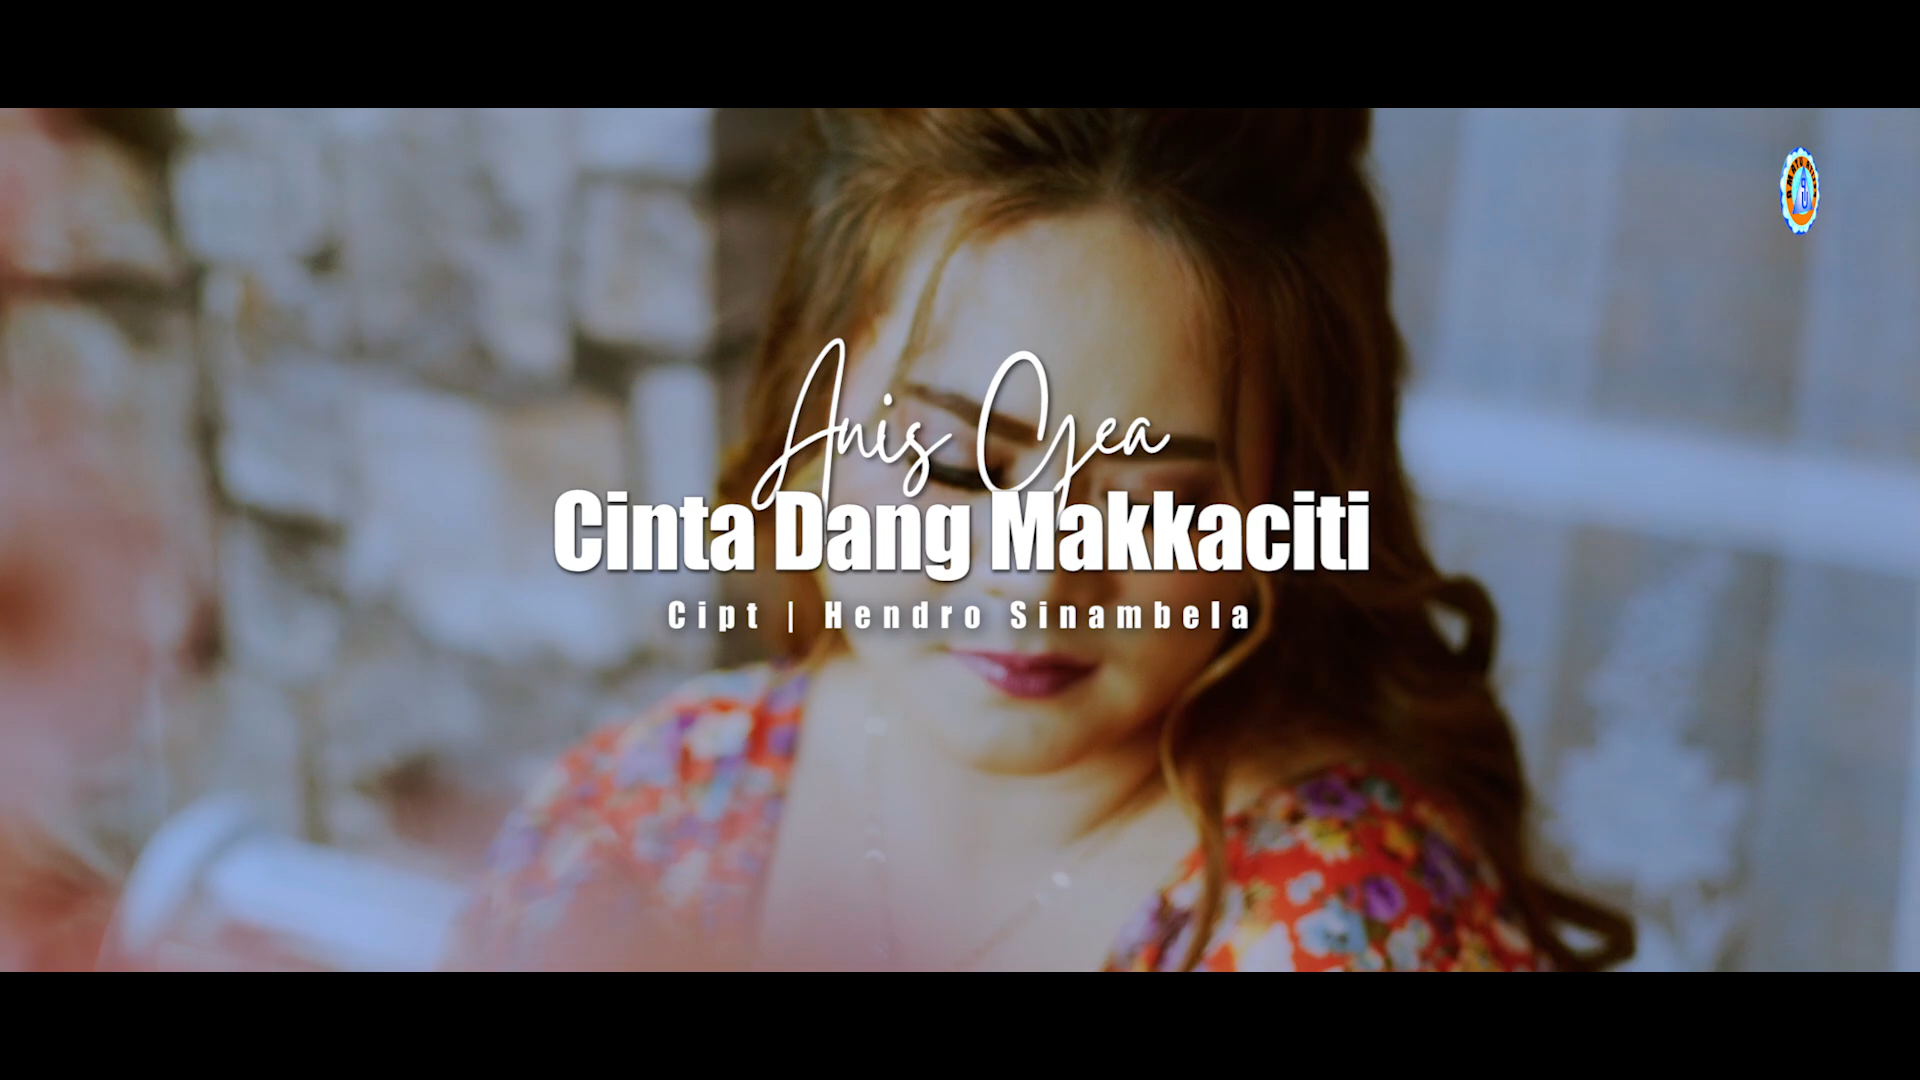 Anis Gea
Cinta Dang Makkaciti
Cipt | Hendro Sinambela